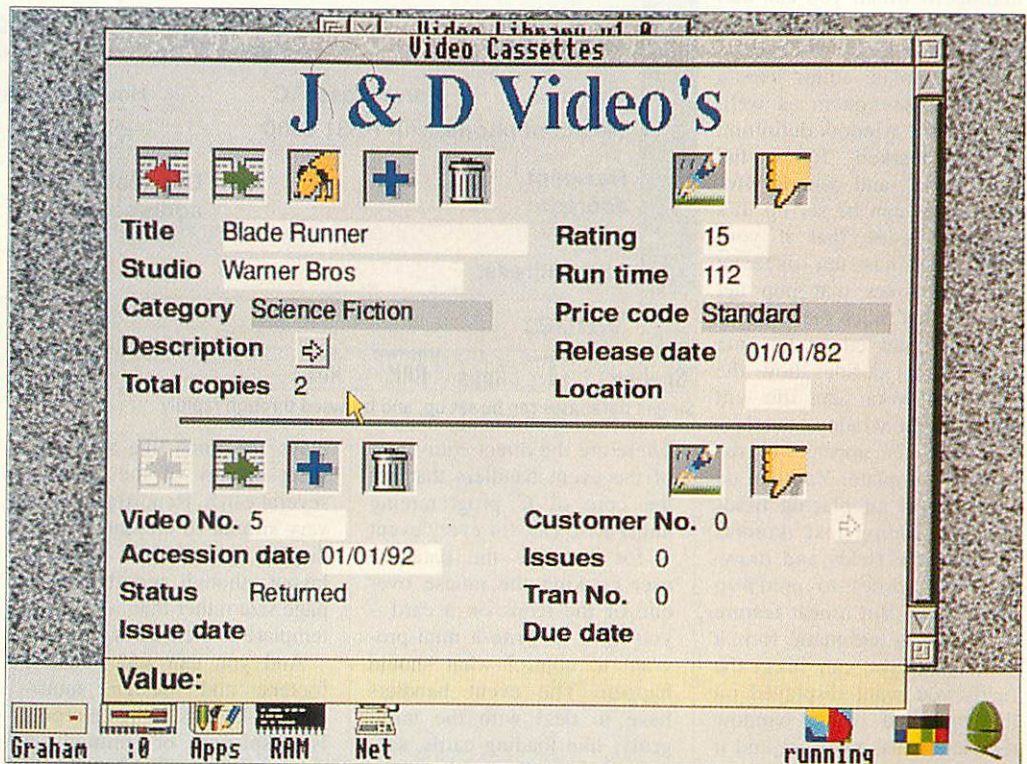 Video Library v1.0
Video Cassettes
J & D Video's
Title Blade Runner
Rating 15
Studio Warner Bros
Run time 112
Category Science Fiction
Price code Standard
Description
Release date 01/01/82
Total copies 2
Location
Video No. 5
Customer No. 0
Accession date 01/01/92
Issues 0
Status Returned
Tran No. 0
Issue date
Due date
Value:
Graham :0 Apps RAM Net running